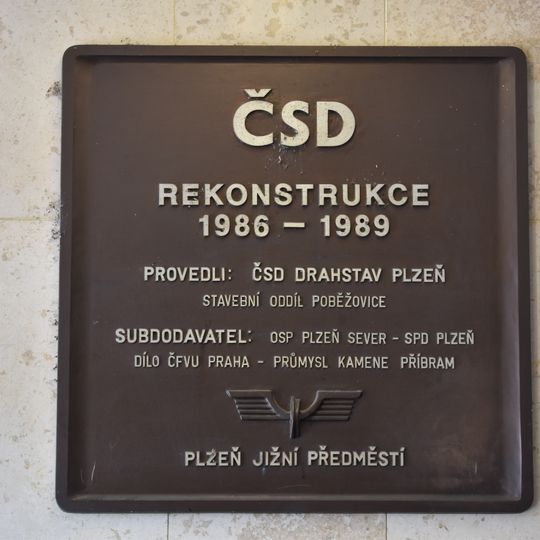 ČSD
REKONSTRUKCE
1986 – 1989
PROVEDLI: ČSD DRAHSTAV PLZEŇ
STAVEBNÍ ODDÍL POBĚŽOVICE
SUBDODAVATEL: OSP PLZEŇ SEVER – SPD PLZEŇ
DÍLO ČFVU PRAHA – PRŮMYSL KAMENE PŘÍBRAM
PLZEŇ JIŽNÍ PŘEDMĚSTÍ